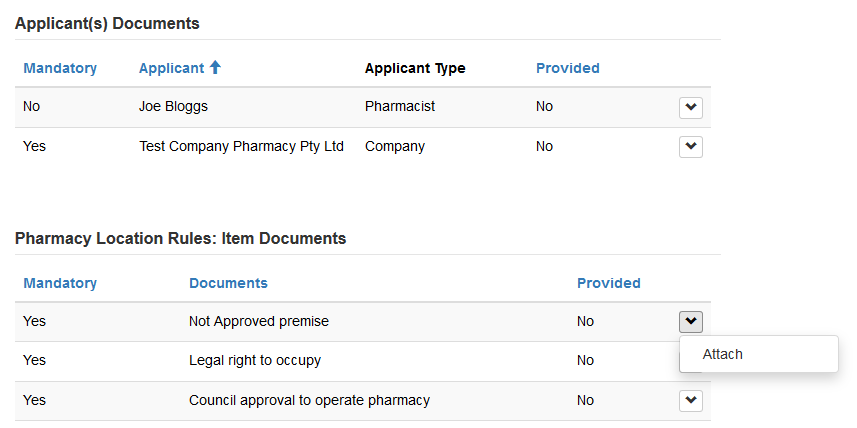 Applicant(s) Documents
Mandatory Applicant Applicant Type Provided
No Joe Bloggs Pharmacist No
Yes Test Company Pharmacy Pty Ltd Company No
Pharmacy Location Rules: Item Documents
Mandatory Documents Provided
Yes Not Approved premise No
Attach
Yes Legal right to occupy No
Yes Council approval to operate pharmacy No